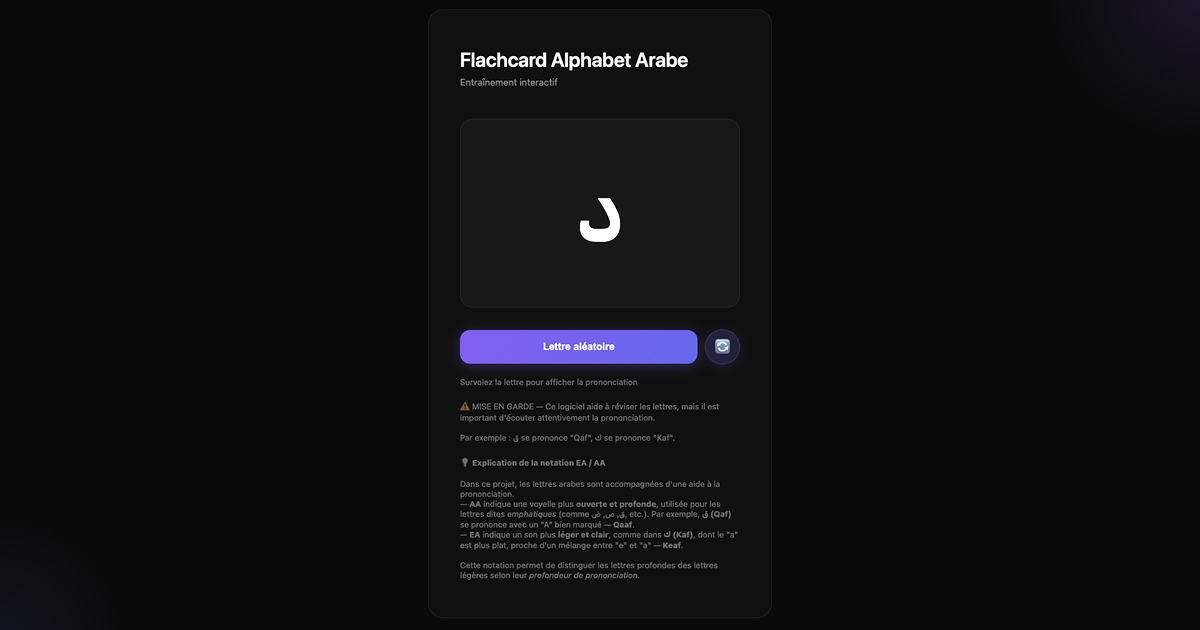 Flachcard Alphabet Arabe
Entraînement interactif
د
Lettre aléatoire
Survolez la lettre pour afficher la prononciation
⚠️ MISE EN GARDE — Ce logiciel aide à réviser les lettres, mais il est
important d'écouter attentivement la prononciation.
Par exemple : ق se prononce "Qaf", ك se prononce "Kaf".
💡 Explication de la notation EA / AA
Dans ce projet, les lettres arabes sont accompagnées d'une aide à la
prononciation.
— AA indique une voyelle plus ouverte et profonde, utilisée pour les
lettres dites emphatiques (comme ق, ص, ض, etc.). Par exemple, ق (Qaf)
se prononce avec un "A" bien marqué — Qaaf.
— EA indique un son plus léger et clair, comme dans ك (Kaf), dont le "a"
est plus plat, proche d'un mélange entre "e" et "a" — Keaf.
Cette notation permet de distinguer les lettres profondes des lettres
légères selon leur profondeur de prononciation.